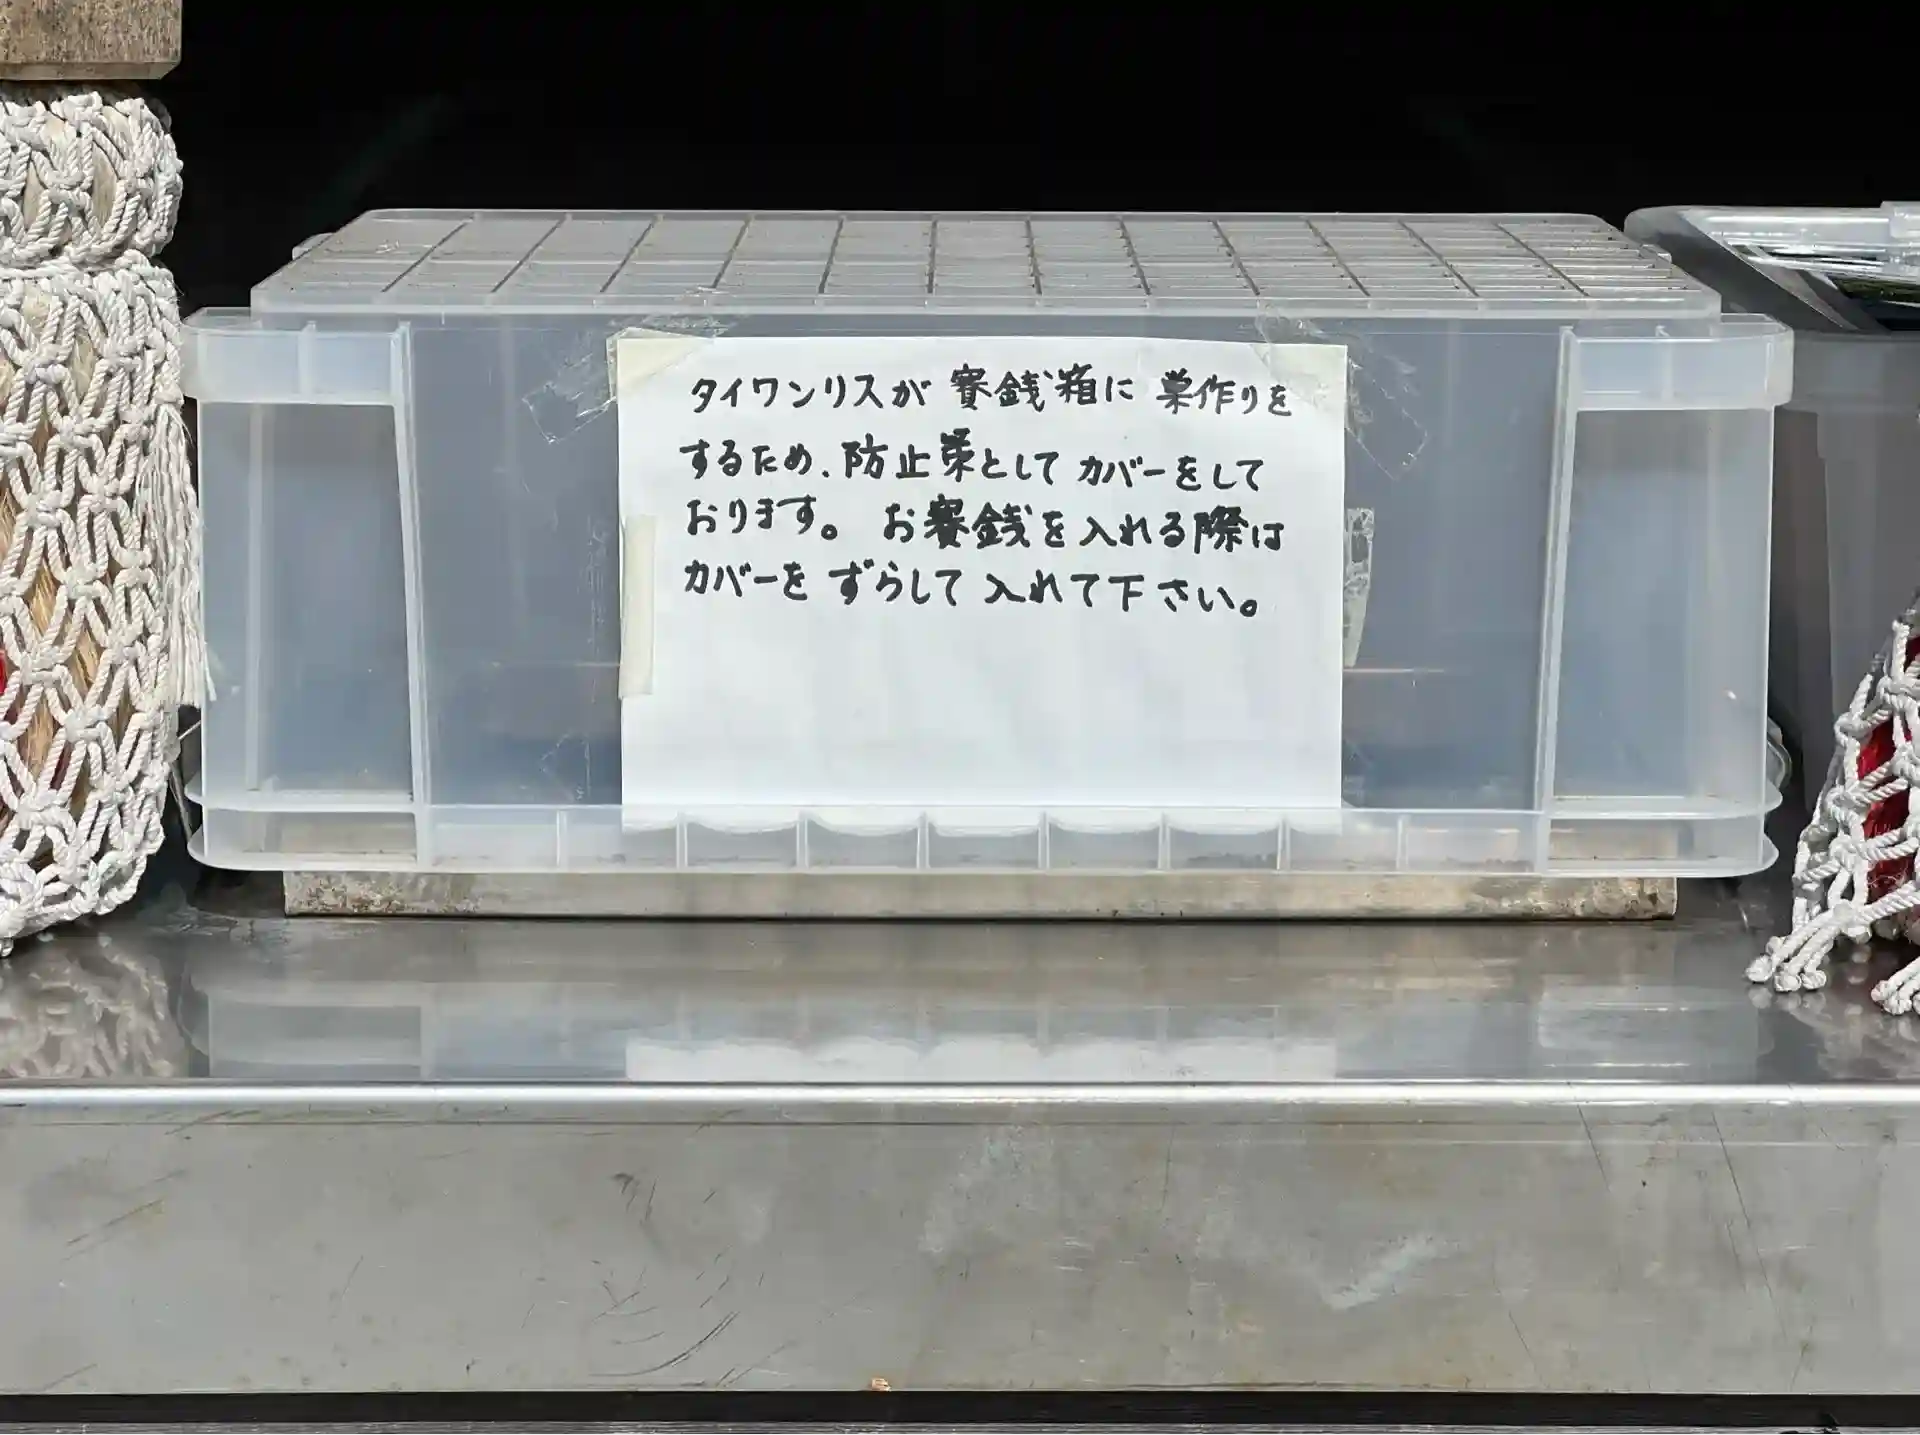 タイワンリスが 賽銭箱に 巣作りを
するため、防止策として カバーをして
おります。 お賽銭を入れる際は
カバーを ずらして 入れて下さい。